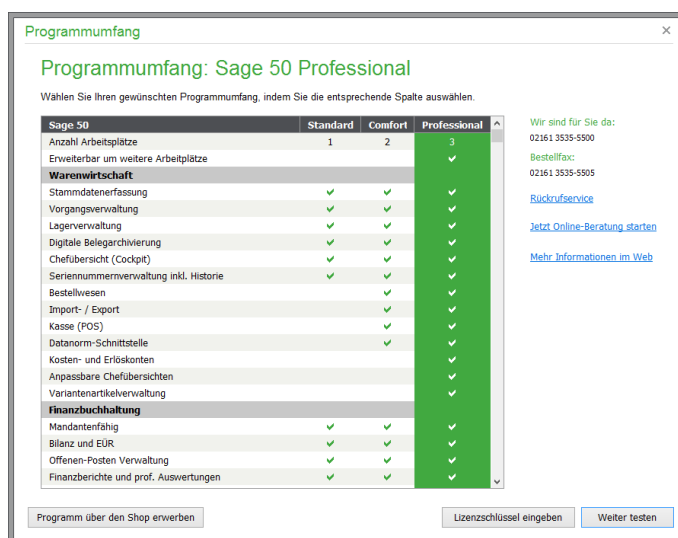 Programmumfang
Programmumfang: Sage 50 Professional
Wählen Sie Ihren gewünschten Programmumfang, indem Sie die entsprechende Spalte auswählen.
Sage 50 Standard Comfort Professional
Anzahl Arbeitsplätze 1 2 3
Erweiterbar um weitere Arbeitplätze
Warenwirtschaft
Stammdatenerfassung
Vorgangsverwaltung
Lagerverwaltung
Digitale Belegarchivierung
Chefübersicht (Cockpit)
Seriennummernverwaltung inkl. Historie
Bestellwesen
Import- / Export
Kasse (POS)
Datanorm-Schnittstelle
Kosten- und Erlöskonten
Anpassbare Chefübersichten
Variantenartikelverwaltung
Finanzbuchhaltung
Mandantenfähig
Bilanz und EÜR
Offenen-Posten Verwaltung
Finanzberichte und prof. Auswertungen
Wir sind für Sie da:
02161 3535-5500
Bestellfax:
02161 3535-5505
Rückrufservice
Jetzt Online-Beratung starten
Mehr Informationen im Web
Programm über den Shop erwerben
Lizenzschlüssel eingeben
Weiter testen